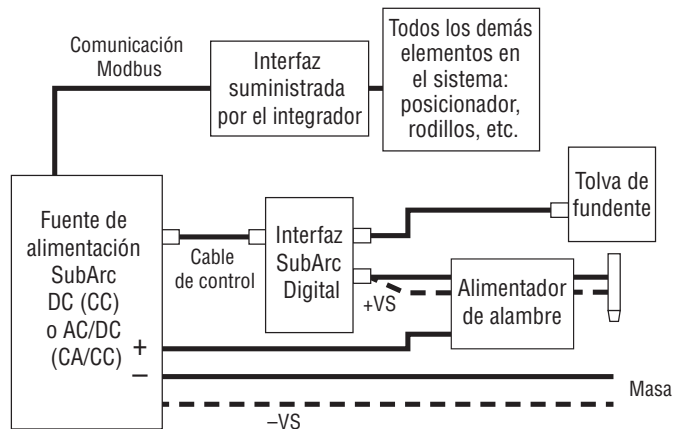 Comunicación
Modbus
Interfaz
suministrada
por el integrador
Todos los demás
elementos en
el sistema:
posicionador,
rodillos, etc.
Fuente de
alimentación
SubArc
DC (CC)
o AC/DC
(CA/CC)
+
–
Cable
de control
Interfaz
SubArc
Digital
+VS
Alimentador
de alambre
Tolva de
fundente
Masa
–VS